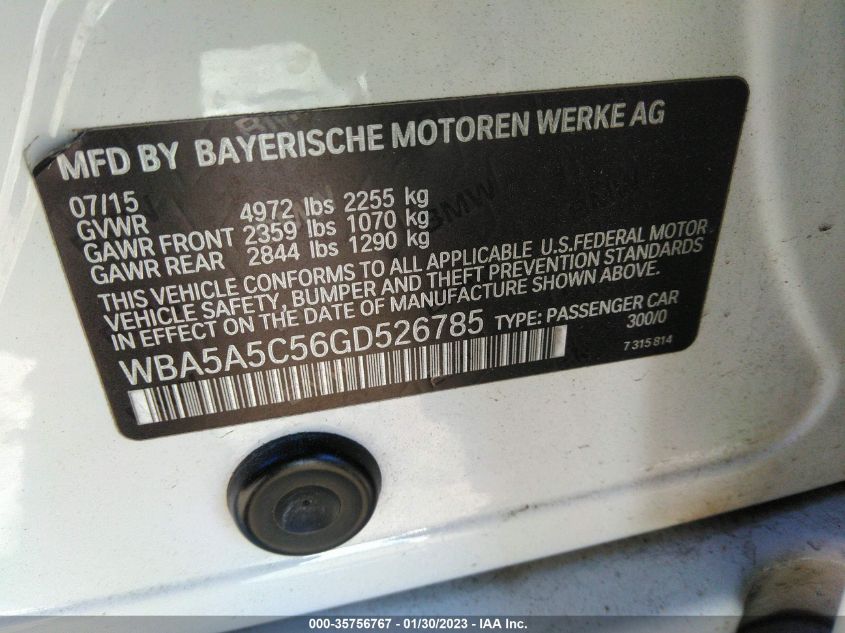 MFD BY BAYERISCHE MOTOREN WERKE AG
07/15
GVWR 4972 lbs 2255 kg
GAWR FRONT 2359 lbs 1070 kg
GAWR REAR 2844 lbs 1290 kg
THIS VEHICLE CONFORMS TO ALL APPLICABLE U.S.FEDERAL MOTOR
VEHICLE SAFETY, BUMPER AND THEFT PREVENTION STANDARDS
IN EFFECT ON THE DATE OF MANUFACTURE SHOWN ABOVE.
WBA5A5C56GD526785 TYPE: PASSENGER CAR
300/0
7 315 814
000-35756767 / 01/30/2023 - IAA Inc.